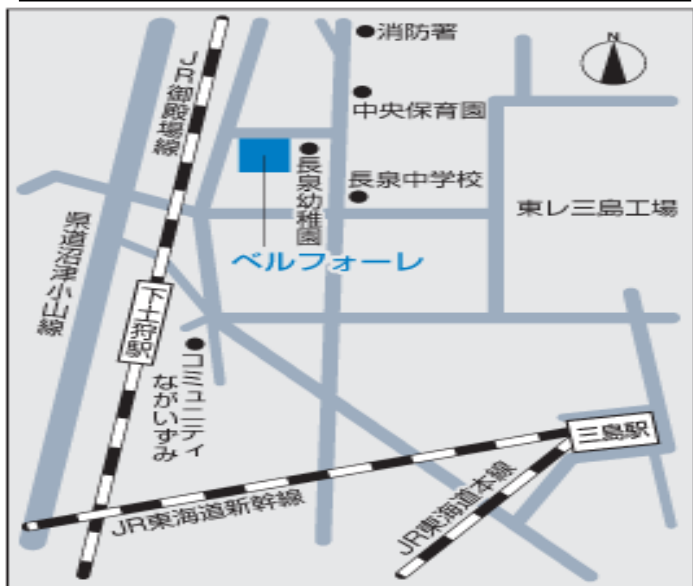 消防署
N
JR御殿場線
中央保育園
長泉幼稚園
長泉中学校
東レ三島工場
県道沼津小山線
ベルフォーレ
下土狩駅
コミュニティ
ながいずみ
三島駅
JR東海道新幹線
JR東海道本線